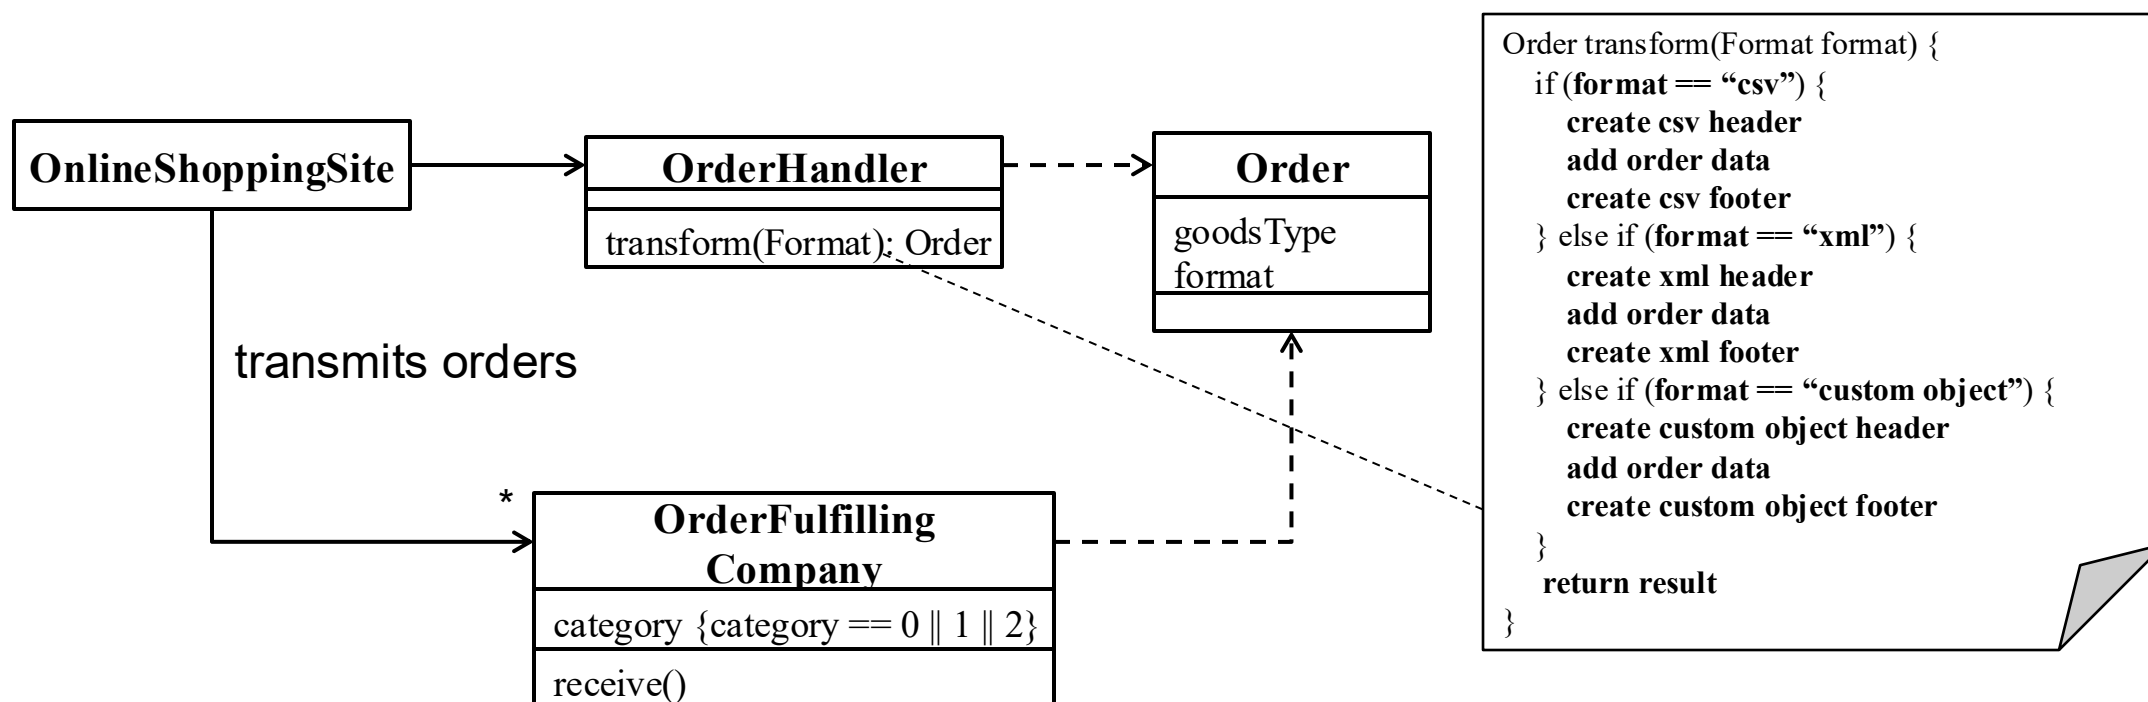 OnlineShoppingSite
OrderHandler
transform(Format): Order
Order
goodsType
format
transmits orders
*
OrderFulfilling
Company
category {category == 0 || 1 || 2}
receive()
Order transform(Format format) {
if (format == “csv”) {
create csv header
add order data
create csv footer
} else if (format == “xml”) {
create xml header
add order data
create xml footer
} else if (format == “custom object”) {
create custom object header
add order data
create custom object footer
}
return result
}